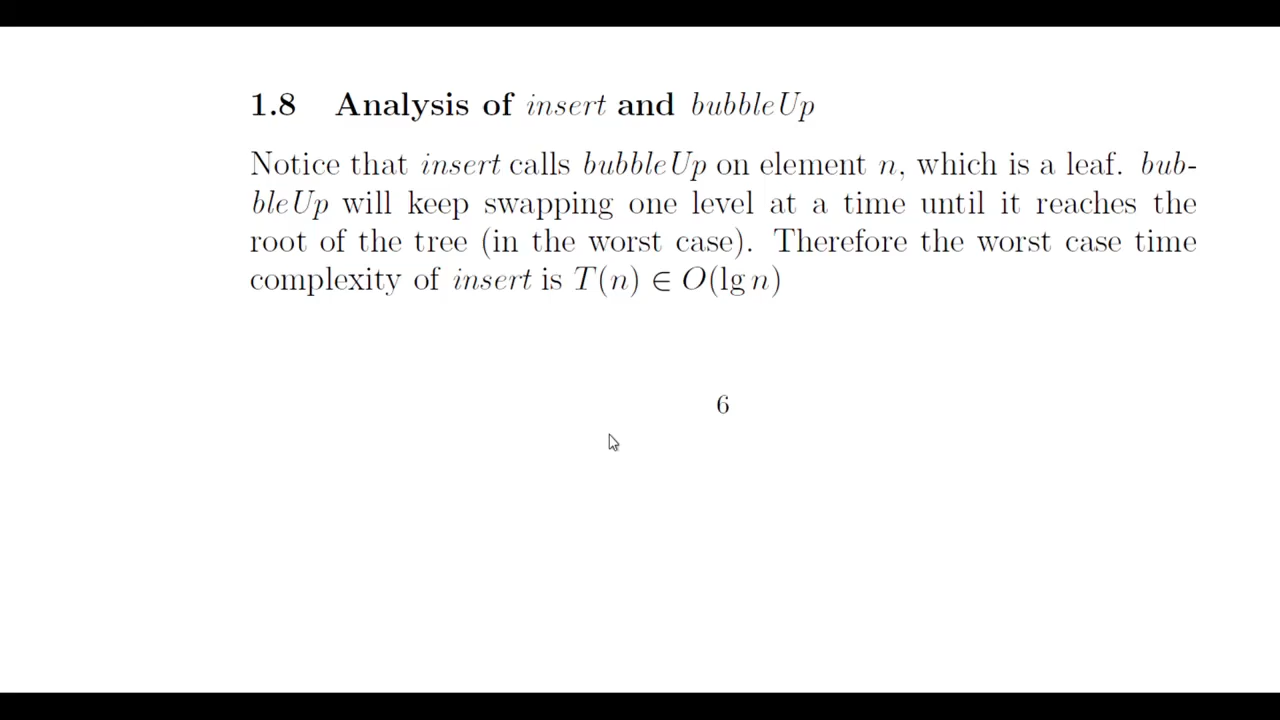 1.8 Analysis of insert and bubbleUp
Notice that insert calls bubbleUp on element n, which is a leaf. bub-
bleUp will keep swapping one level at a time until it reaches the
root of the tree (in the worst case). Therefore the worst case time
complexity of insert is T(n) ∈ O(lg n)
6